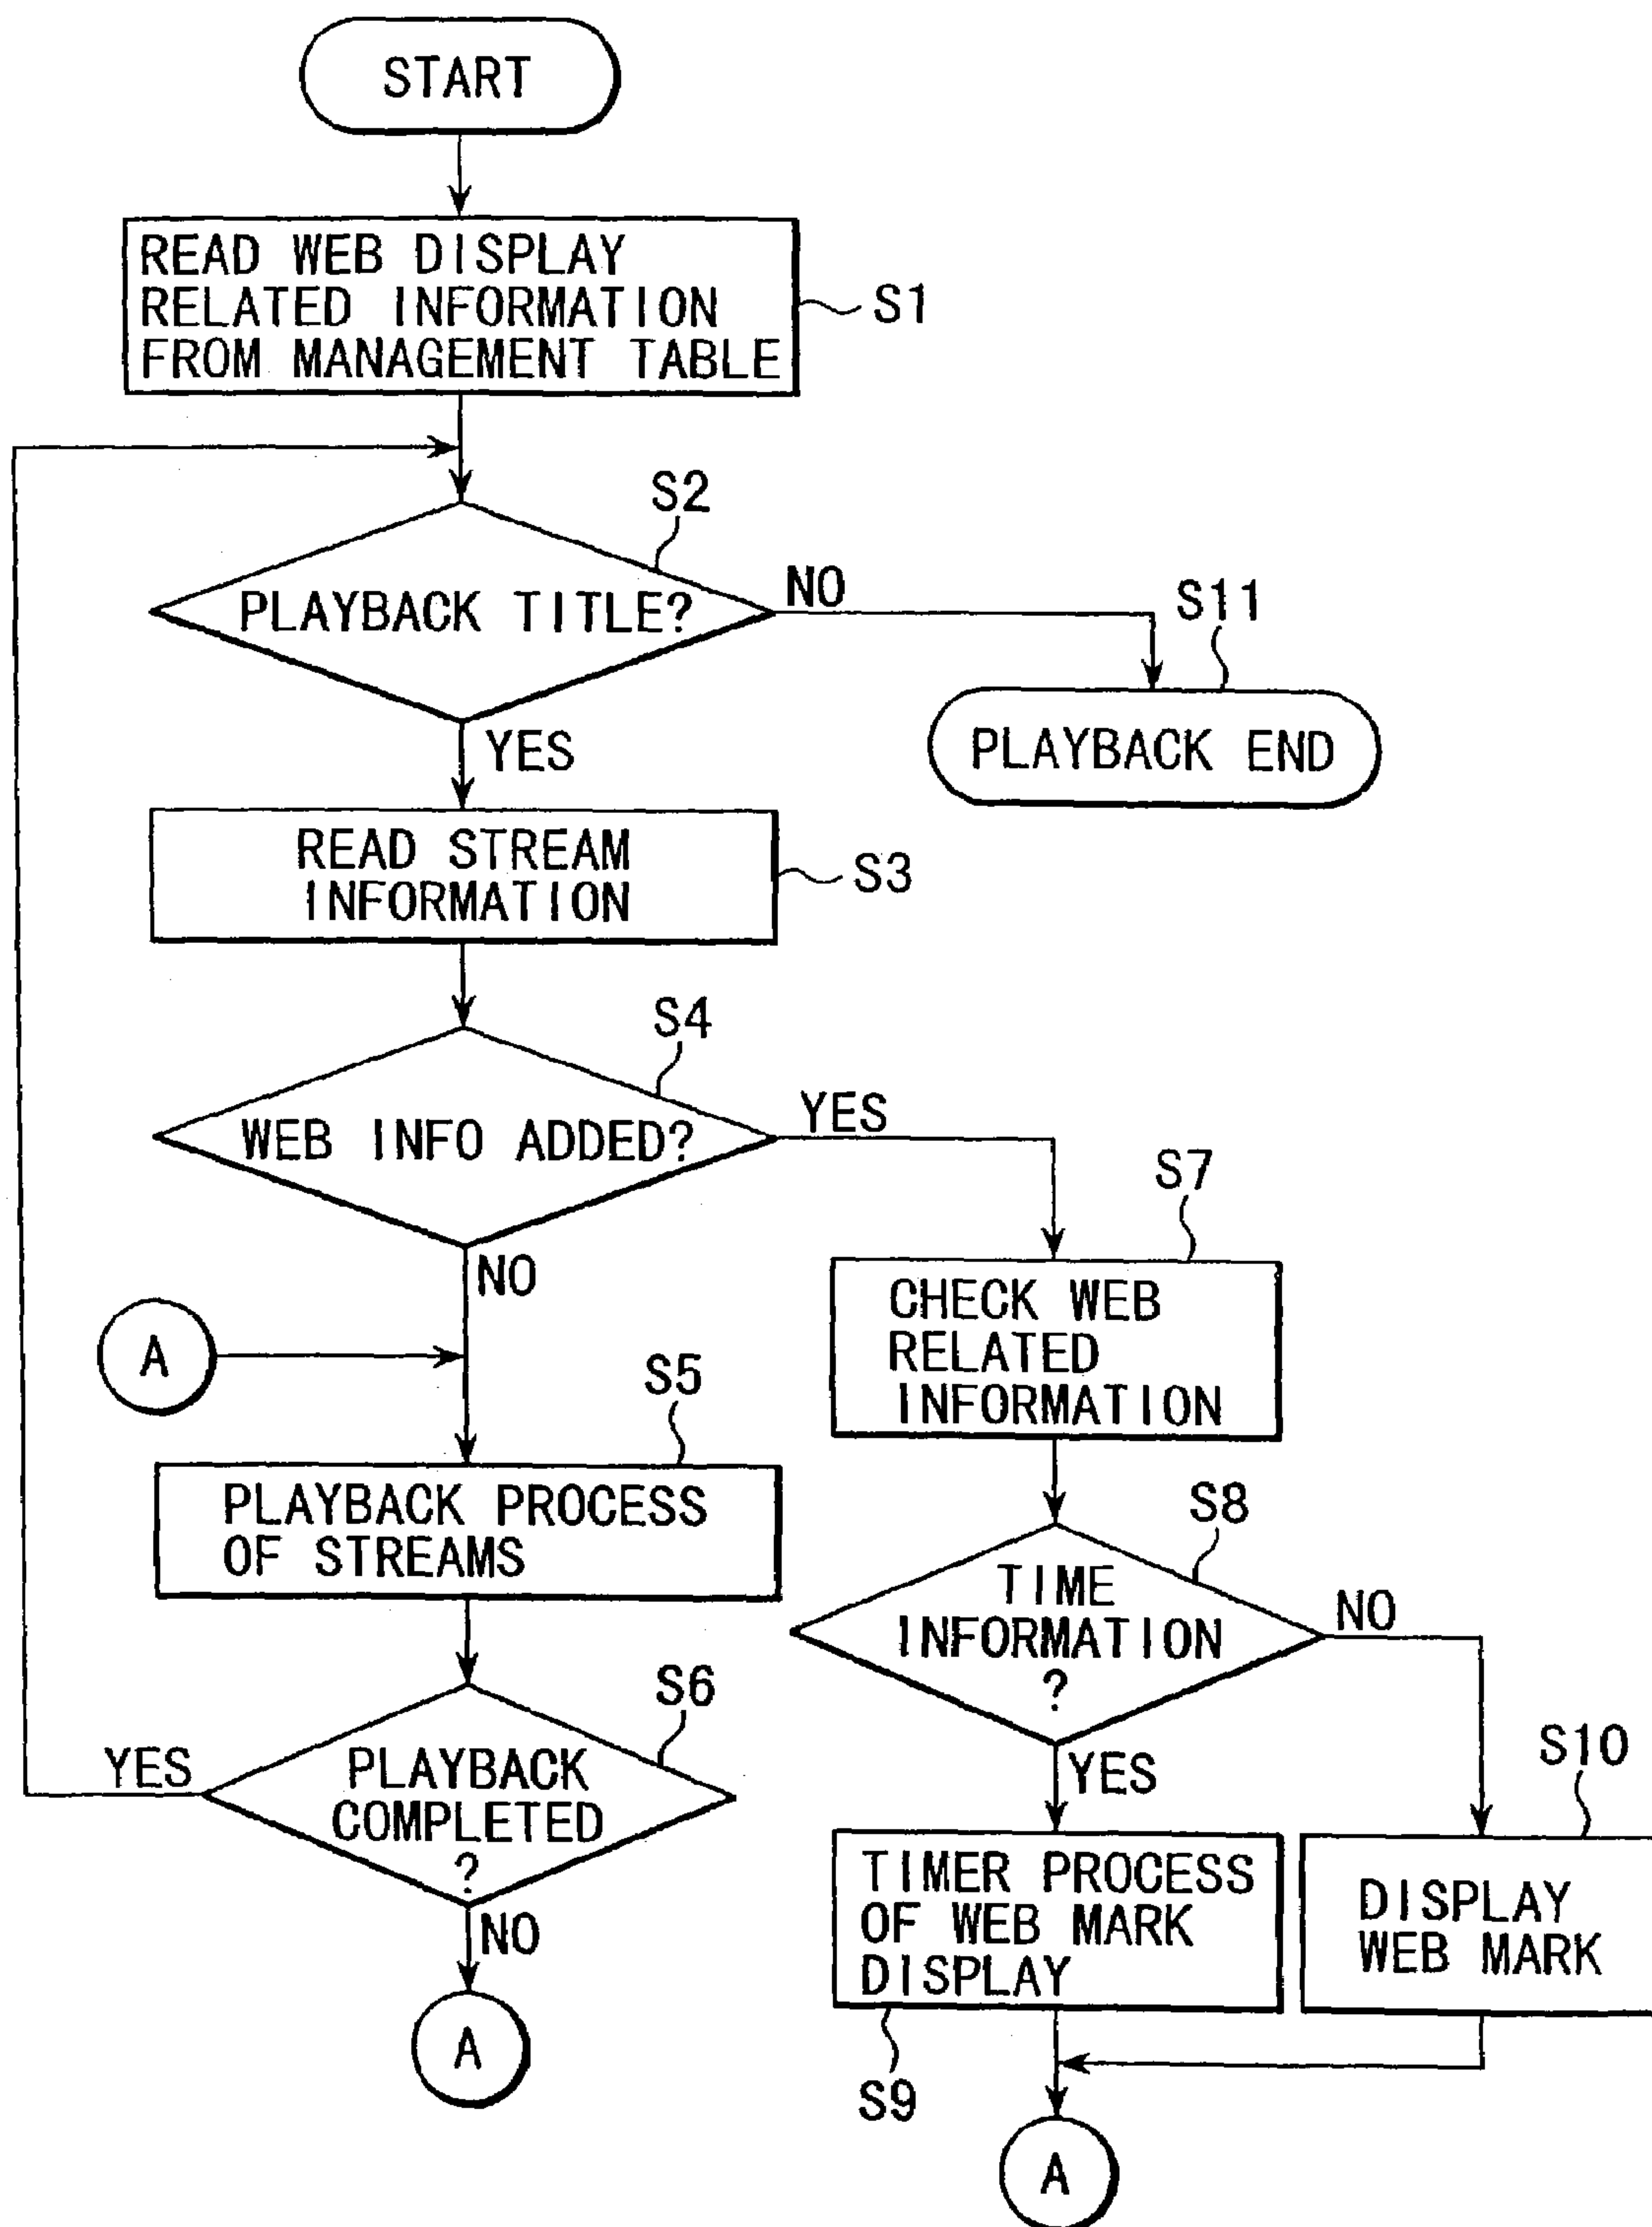 START
READ WEB DISPLAY
RELATED INFORMATION
FROM MANAGEMENT TABLE
S1
S2
PLAYBACK TITLE?
NO
S11
PLAYBACK END
YES
READ STREAM
INFORMATION
S3
S4
WEB INFO ADDED?
YES
NO
S7
CHECK WEB
RELATED
INFORMATION
A
S5
PLAYBACK PROCESS
OF STREAMS
S8
TIME
INFORMATION
?
NO
YES
S6
PLAYBACK
COMPLETED
?
YES
NO
A
S10
TIMER PROCESS
OF WEB MARK
DISPLAY
S9
DISPLAY
WEB MARK
A